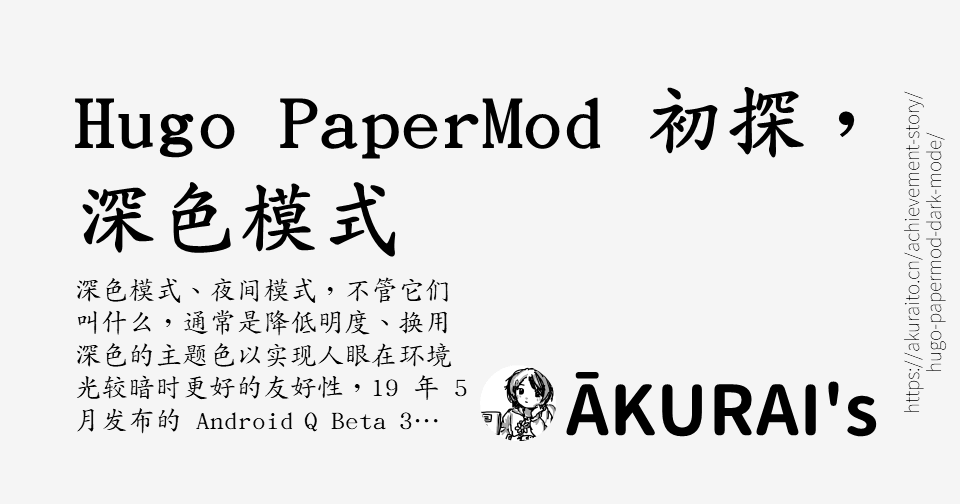 Hugo PaperMod 初探，
深色模式
深色模式、夜间模式，不管它们
叫什么，通常是降低明度、换用
深色的主题色以实现人眼在环境
光较暗时更好的友好性，19 年 5
月发布的 Android Q Beta 3…
ĀKURAI's
https://akuraito.cn/achievement-story/
hugo-papermod-dark-mode/